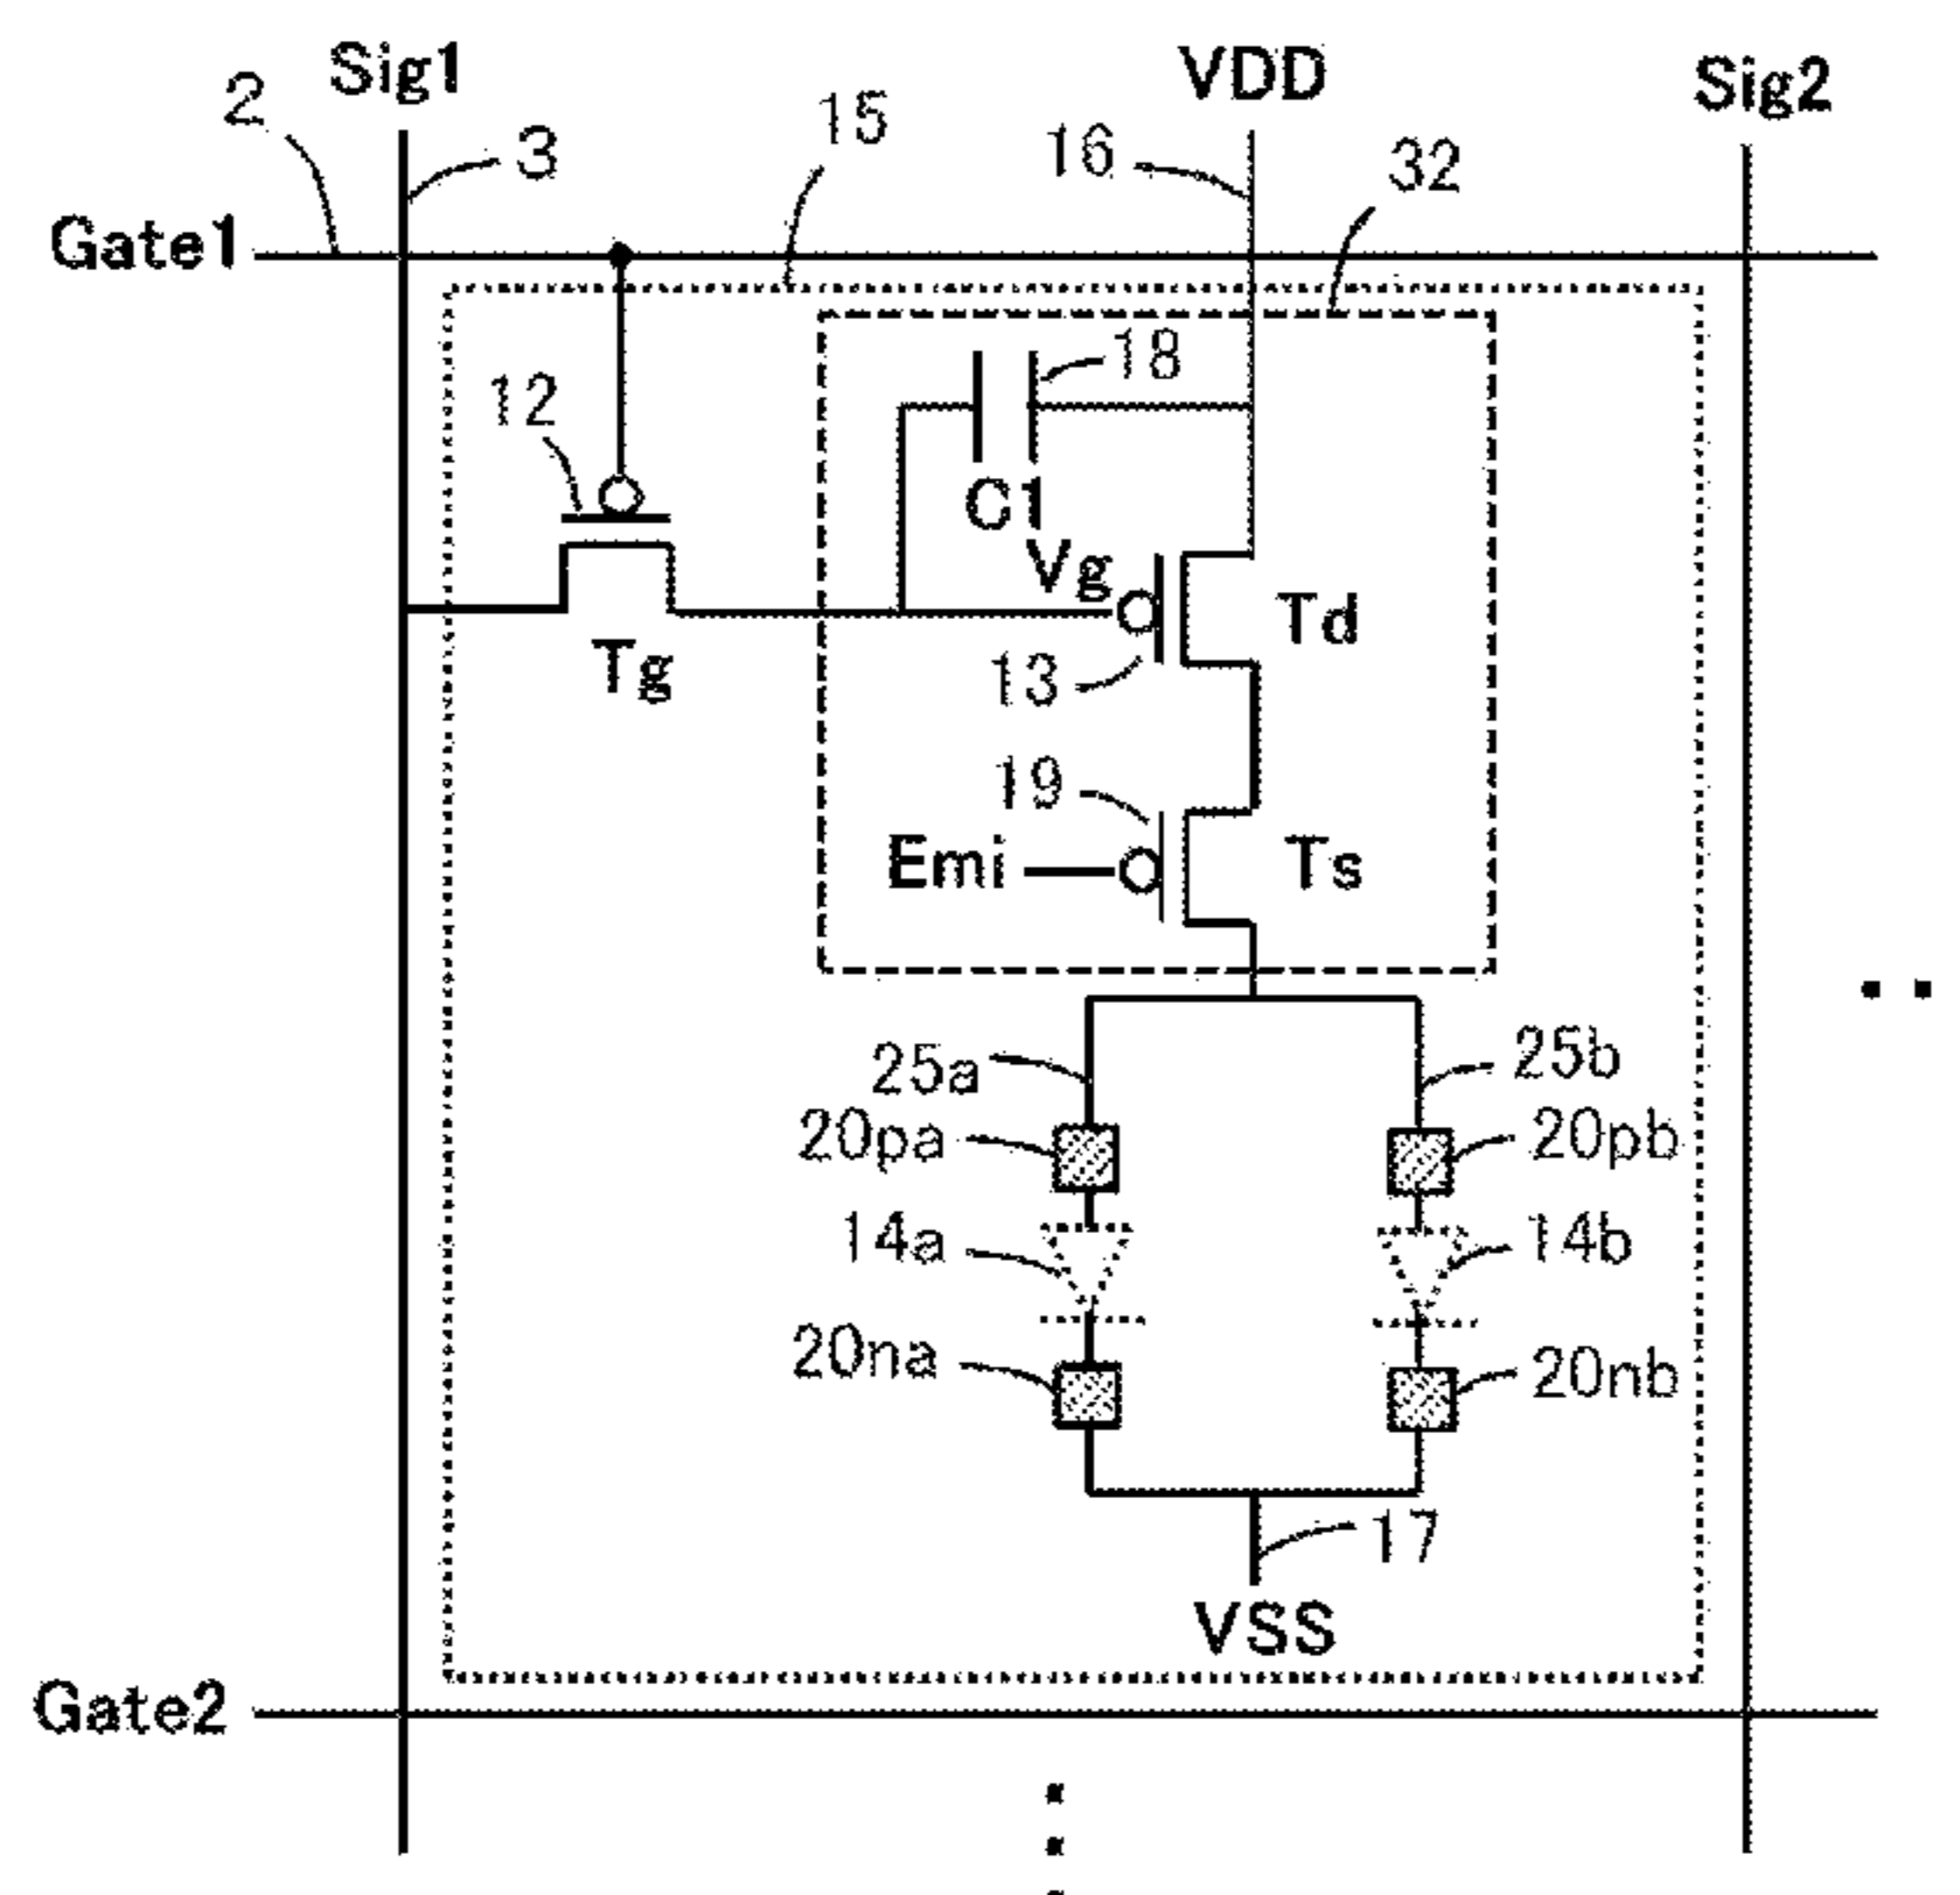 Sig1
VDD
Sig2
2
3
15
16
32
Gate1
18
12
C1
Vg
Td
Tg
13
19
Emi
Ts
25a
25b
20pa
20pb
14a
14b
20na
20nb
17
VSS
Gate2